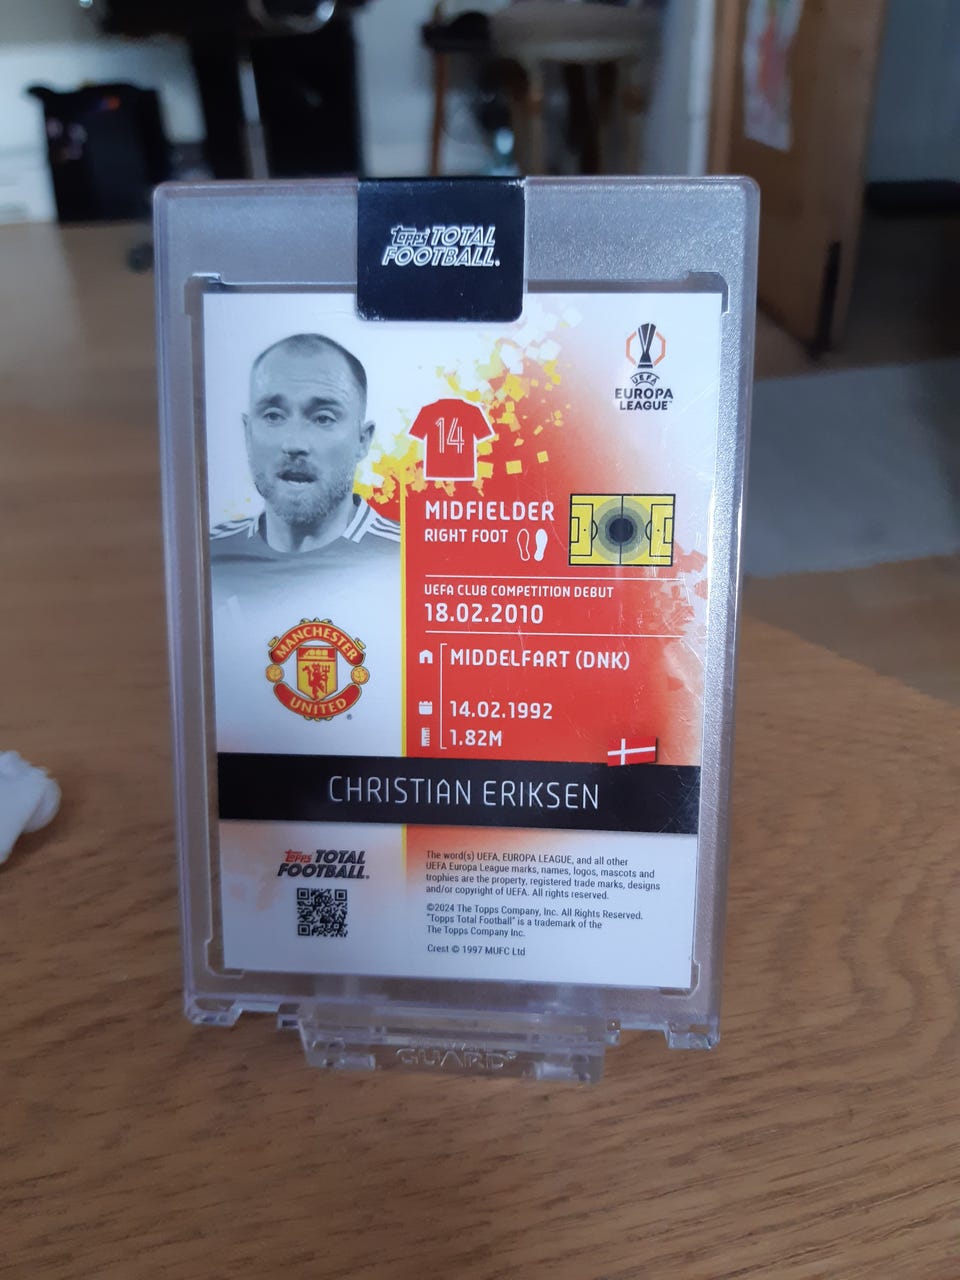 Topps TOTAL
FOOTBALL.
UEFA
EUROPA
LEAGUE™
14
MIDFIELDER
RIGHT FOOT
UEFA CLUB COMPETITION DEBUT
18.02.2010
MIDDELFART (DNK)
14.02.1992
1.82M
MANCHESTER
UNITED
®
CHRISTIAN ERIKSEN
Topps TOTAL
FOOTBALL.
The word(s) UEFA, EUROPA LEAGUE, and all other
UEFA Europa League marks, names, logos, mascots and
trophies are the property, registered trade marks, designs
and/or copyright of UEFA. All rights reserved.
©2024 The Topps Company, Inc. All Rights Reserved.
"Topps Total Football" is a trademark of the
The Topps Company Inc.
Crest © 1997 MUFC Ltd
GUARD®